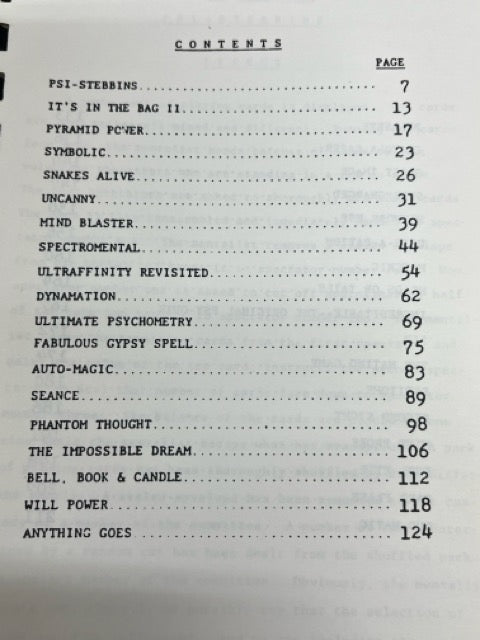 CONTENTS
PAGE
PSI-STEBBINS 7
IT'S IN THE BAG II 13
PYRAMID POWER 17
SYMBOLIC 23
SNAKES ALIVE 26
UNCANNY 31
MIND BLASTER 39
SPECTROMENTAL 44
ULTRAFFINITY REVISITED 54
DYNAMATION 62
ULTIMATE PSYCHOMETRY 69
FABULOUS GYPSY SPELL 75
AUTO-MAGIC 83
SEANCE 89
PHANTOM THOUGHT 98
THE IMPOSSIBLE DREAM 106
BELL, BOOK & CANDLE 112
WILL POWER 118
ANYTHING GOES 124